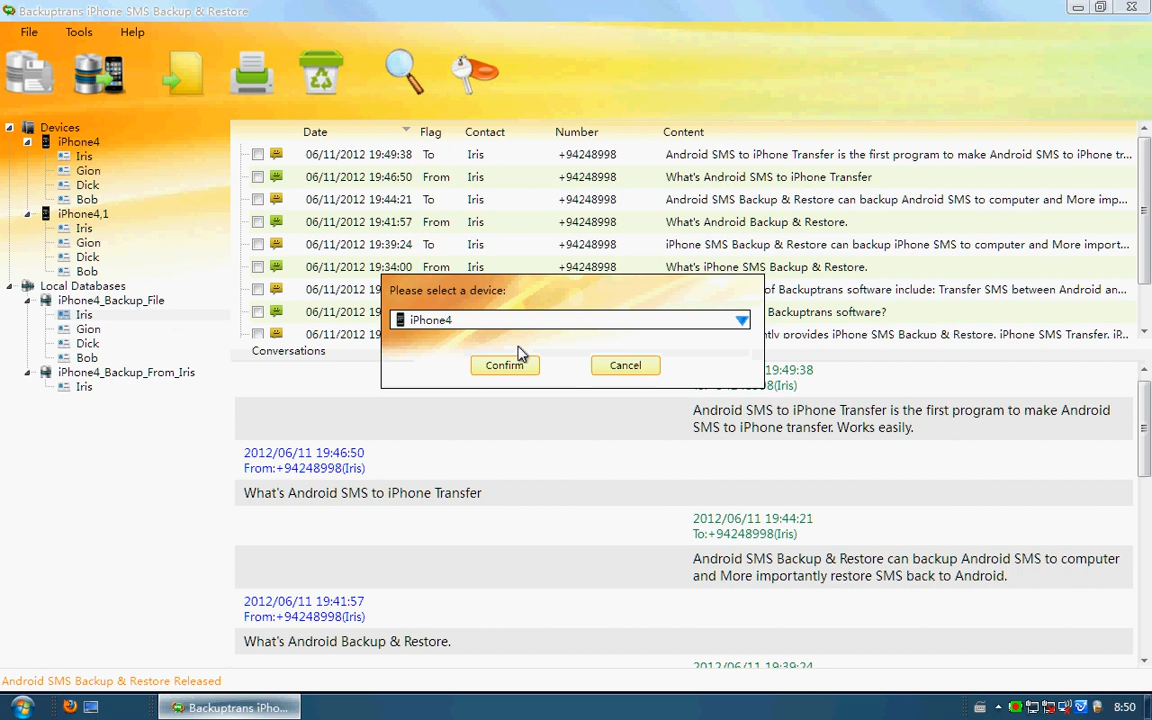 Backuptrans iPhone SMS Backup & Restore
File Tools Help
Devices
iPhone4
Iris
Gion
Dick
Bob
iPhone4,1
Iris
Gion
Dick
Bob
Local Databases
iPhone4_Backup_File
Iris
Gion
Dick
Bob
iPhone4_Backup_From_Iris
Iris
Date Flag Contact Number Content
06/11/2012 19:49:38 To Iris +94248998 Android SMS to iPhone Transfer is the first program to make Android SMS to iPhone tr...
06/11/2012 19:46:50 From Iris +94248998 What's Android SMS to iPhone Transfer
06/11/2012 19:44:21 To Iris +94248998 Android SMS Backup & Restore can backup Android SMS to computer and More imp...
06/11/2012 19:41:57 From Iris +94248998 What's Android Backup & Restore.
06/11/2012 19:39:24 To Iris +94248998 iPhone SMS Backup & Restore can backup iPhone SMS to computer and More import...
06/11/2012 19:34:00 From Iris +94248998 What's iPhone SMS Backup & Restore.
06/11/2012 19 of Backuptrans software include: Transfer SMS between Android an...
06/11/2012 19 Backuptrans software?
06/11/2012 19 provides iPhone SMS Backup & Restore, iPhone SMS Transfer,
Please select a device:
iPhone4
Confirm Cancel
Conversations
19:49:38
(Iris)
Android SMS to iPhone Transfer is the first program to make Android
SMS to iPhone transfer. Works easily.
2012/06/11 19:46:50
From:+94248998(Iris)
What's Android SMS to iPhone Transfer
2012/06/11 19:44:21
To:+94248998(Iris)
Android SMS Backup & Restore can backup Android SMS to computer
and More importantly restore SMS back to Android.
2012/06/11 19:41:57
From:+94248998(Iris)
What's Android Backup & Restore.
2012/06/11 19:39:24
Android SMS Backup & Restore Released
Backuptrans iPho...
8:50